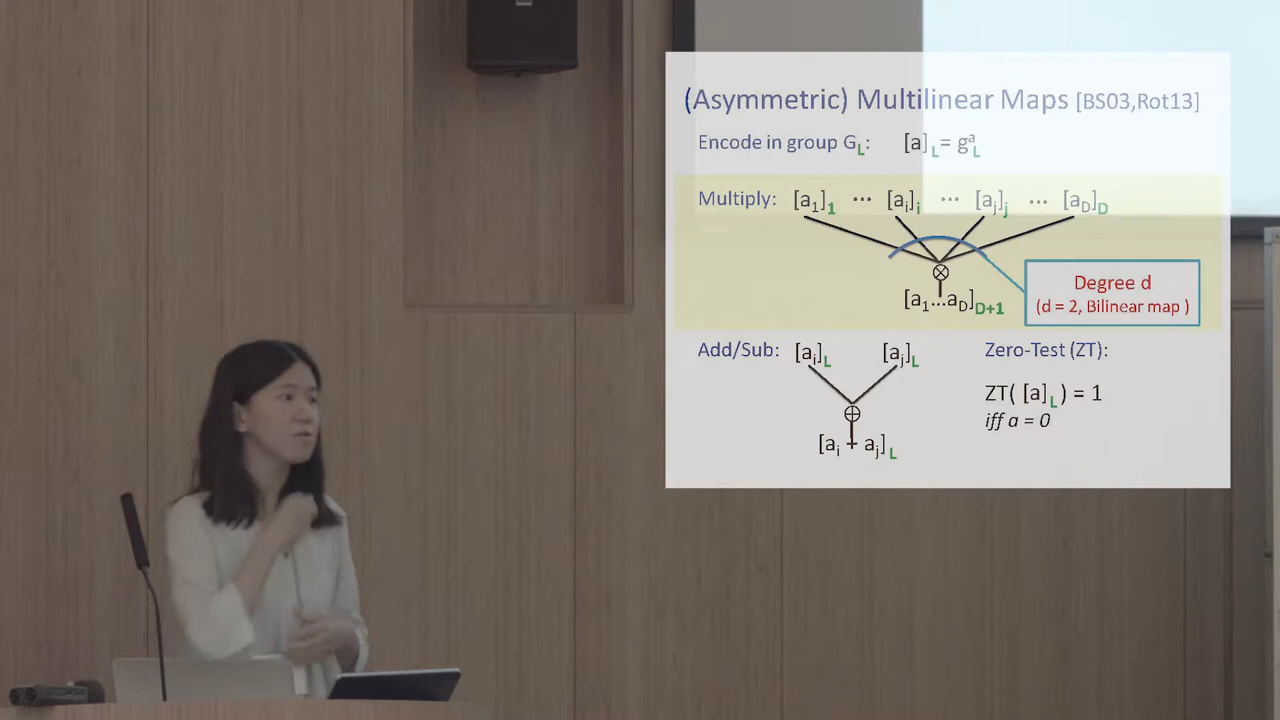 (Asymmetric) Multilinear Maps [BS03,Rot13]
Encode in group G_L: [a]_L = g_L^a
Multiply: [a_1]_1 ... [a_i]_i ... [a_j]_j ... [a_D]_D
⊗
[a_1...a_D]_D+1
Degree d
(d = 2, Bilinear map )
Add/Sub: [a_i]_L [a_j]_L
⊕
[a_i + a_j]_L
Zero-Test (ZT):
ZT( [a]_L ) = 1
iff a = 0